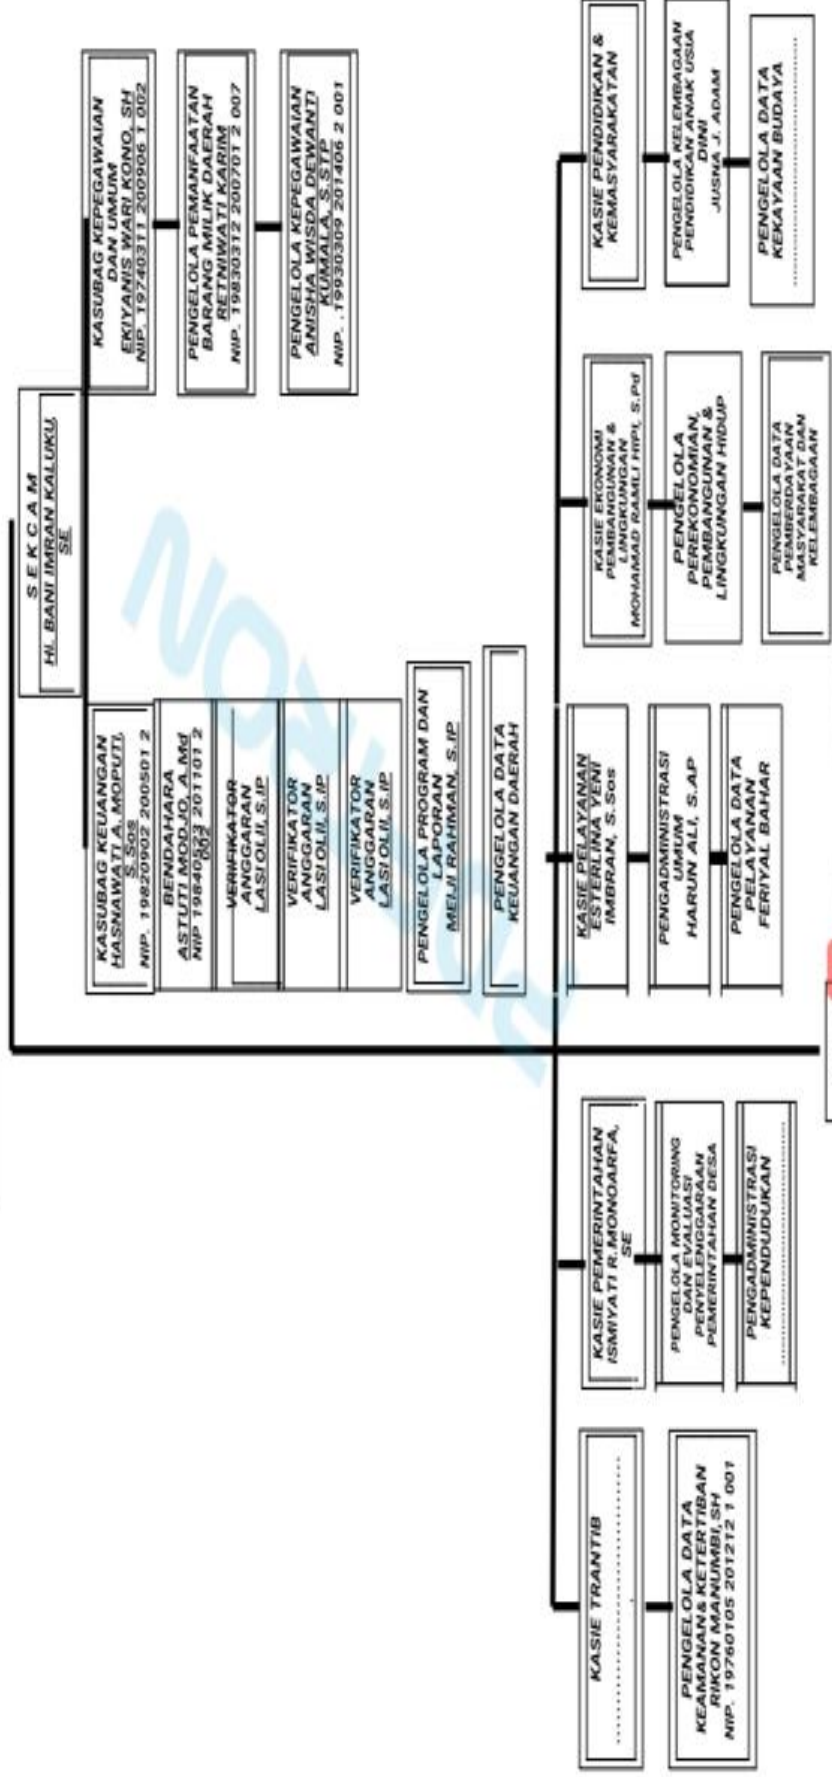 S E K C A M
HI. BANI IMRAN KALUKU,
SE
KASUBAG KEUANGAN
HASNAWATI A. MOPUTI,
S.Sos
NIP. 19820902 200501 2
BENDAHARA
ASTUTI MODJO, A.Md
NIP 19840523 201101 2
002
VERIFIKATOR
ANGGARAN
LASI OLII, S.IP
VERIFIKATOR
ANGGARAN
LASI OLII, S.IP
VERIFIKATOR
ANGGARAN
LASI OLII, S.IP
PENGELOLA PROGRAM DAN
LAPORAN
MEIJI RAHMAN, S.IP
PENGELOLA DATA
KEUANGAN DAERAH
KASUBAG KEPEGAWAIAN
DAN UMUM
EKIYANIS WARI KONO, SH
NIP. 19740311 200906 1 002
PENGELOLA PEMANFAATAN
BARANG MILIK DAERAH
RETNIWATI KARIM
NIP. 19830312 200701 2 007
PENGELOLA KEPEGAWAIAN
ANISHA WISDA DEWANTI
KUMALA, S.STP
NIP. .19930309 201406 2 001
KASIE TRANTIB
................................................
PENGELOLA DATA
KEAMANAN& KETERTIBAN
RIKON MANUMBI, SH
NIP. 19760105 201212 1 001
KASIE PEMERINTAHAN
ISMIYATI R..MONOARFA,
SE
PENGELOLA MONITORING
DAN EVALUASI
PENYELENGGARAAN
PEMERINTAHAN DESA
PENGADMINISTRASI
KEPENDUDUKAN
................................................
KASIE PELAYANAN
ESTERLINA YENI
IMBRAN, S.Sos
PENGADMINISTRASI
UMUM
HARUN ALI, S.AP
PENGELOLA DATA
PELAYANAN
FERIYAL BAHAR
KASIE EKONOMI
PEMBANGUNAN &
LINGKUNGAN
MOHAMAD RAMLI HIPI, S.Pd
PENGELOLA
PEREKONOMIAN,
PEMBANGUNAN &
LINGKUNGAN HIDUP
PENGELOLA DATA
PEMBERDAYAAN
MASYARAKAT DAN
KELEMBAGAAN
KASIE PENDIDIKAN &
KEMASYARAKATAN
PENGELOLA KELEMBAGAAN
PENDIDIKAN ANAK USIA
DINI
JUSNA J. ADAM
PENGELOLA DATA
KEKAYAAN BUDAYA
................................................